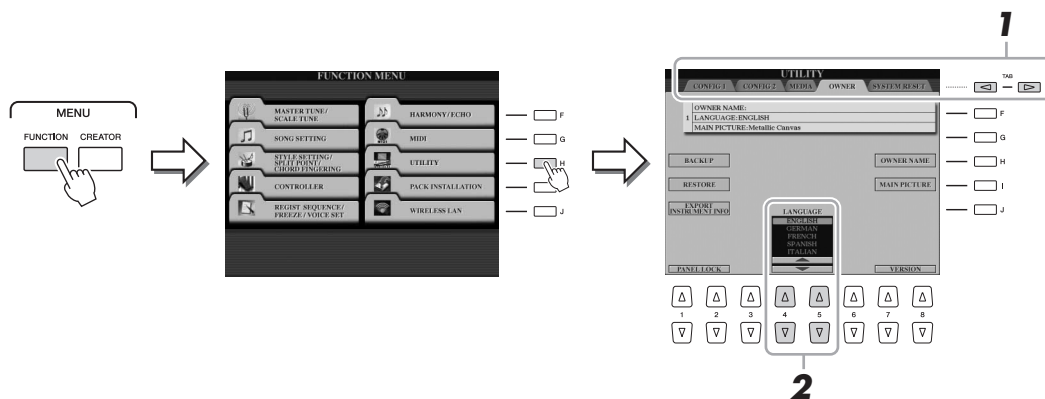 MENU
FUNCTION CREATOR
FUNCTION MENU
MASTER TUNE/
SCALE TUNE
SONG SETTING
STYLE SETTING/
SPLIT POINT/
CHORD FINGERING
CONTROLLER
REGIST SEQUENCE/
FREEZE / VOICE SET
HARMONY/ECHO
MIDI
UTILITY
PACK INSTALLATION
WIRELESS LAN
F
G
H
J
1
UTILITY
CONFIG 1 CONFIG 2 MEDIA OWNER SYSTEM RESET
TAB
OWNER NAME:
1 LANGUAGE:ENGLISH
MAIN PICTURE:Metallic Canvas
BACKUP
RESTORE
EXPORT
INSTRUMENT INFO
PANEL LOCK
LANGUAGE
ENGLISH
GERMAN
FRENCH
SPANISH
ITALIAN
OWNER NAME
MAIN PICTURE
VERSION
F
G
H
I
J
1 2 3 4 5 6 7 8
2